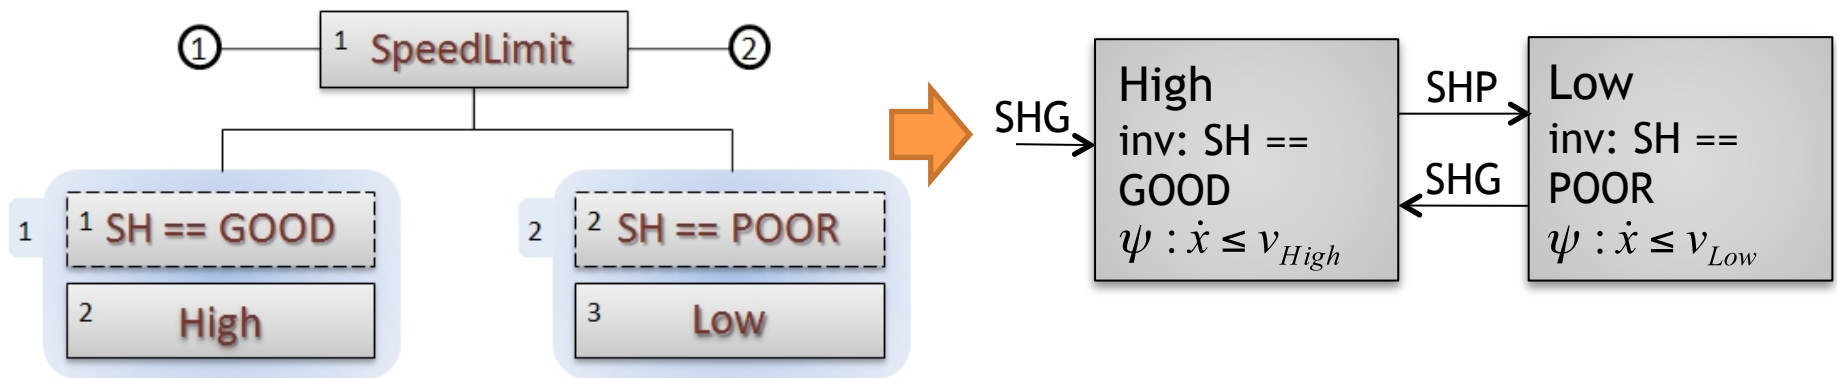 1
1 SpeedLimit
2
1
1 SH == GOOD
2 High
2
2 SH == POOR
3 Low
SHG
High
inv: SH ==
GOOD
ψ : ẋ ≤ v_High
SHP
SHG
Low
inv: SH ==
POOR
ψ : ẋ ≤ v_Low